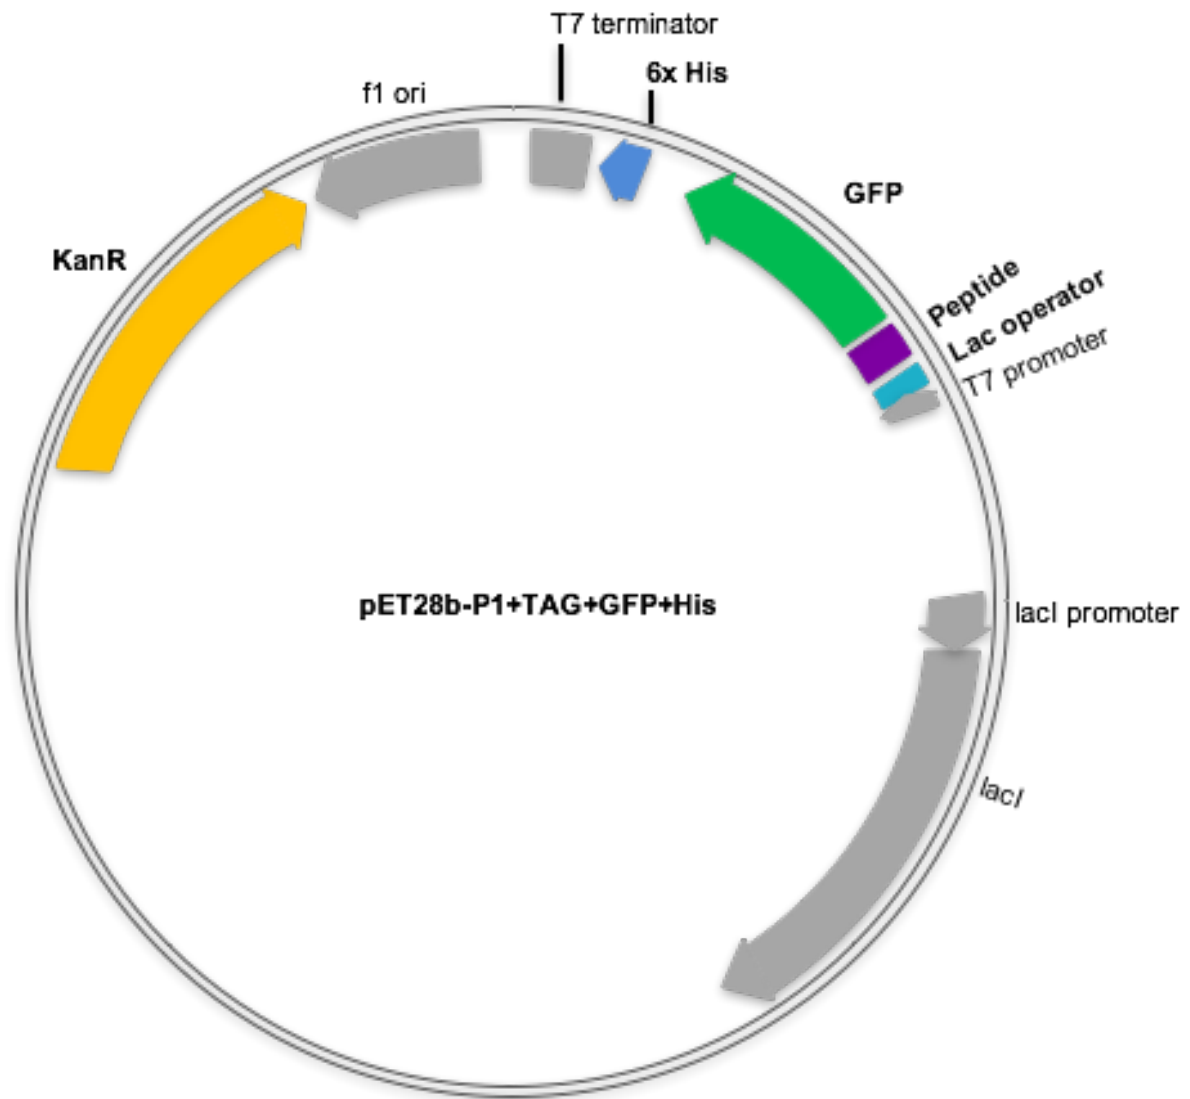 T7 terminator
6x His
f1 ori
GFP
KanR
Peptide
Lac operator
T7 promoter
pET28b-P1+TAG+GFP+His
lacI promoter
lacI